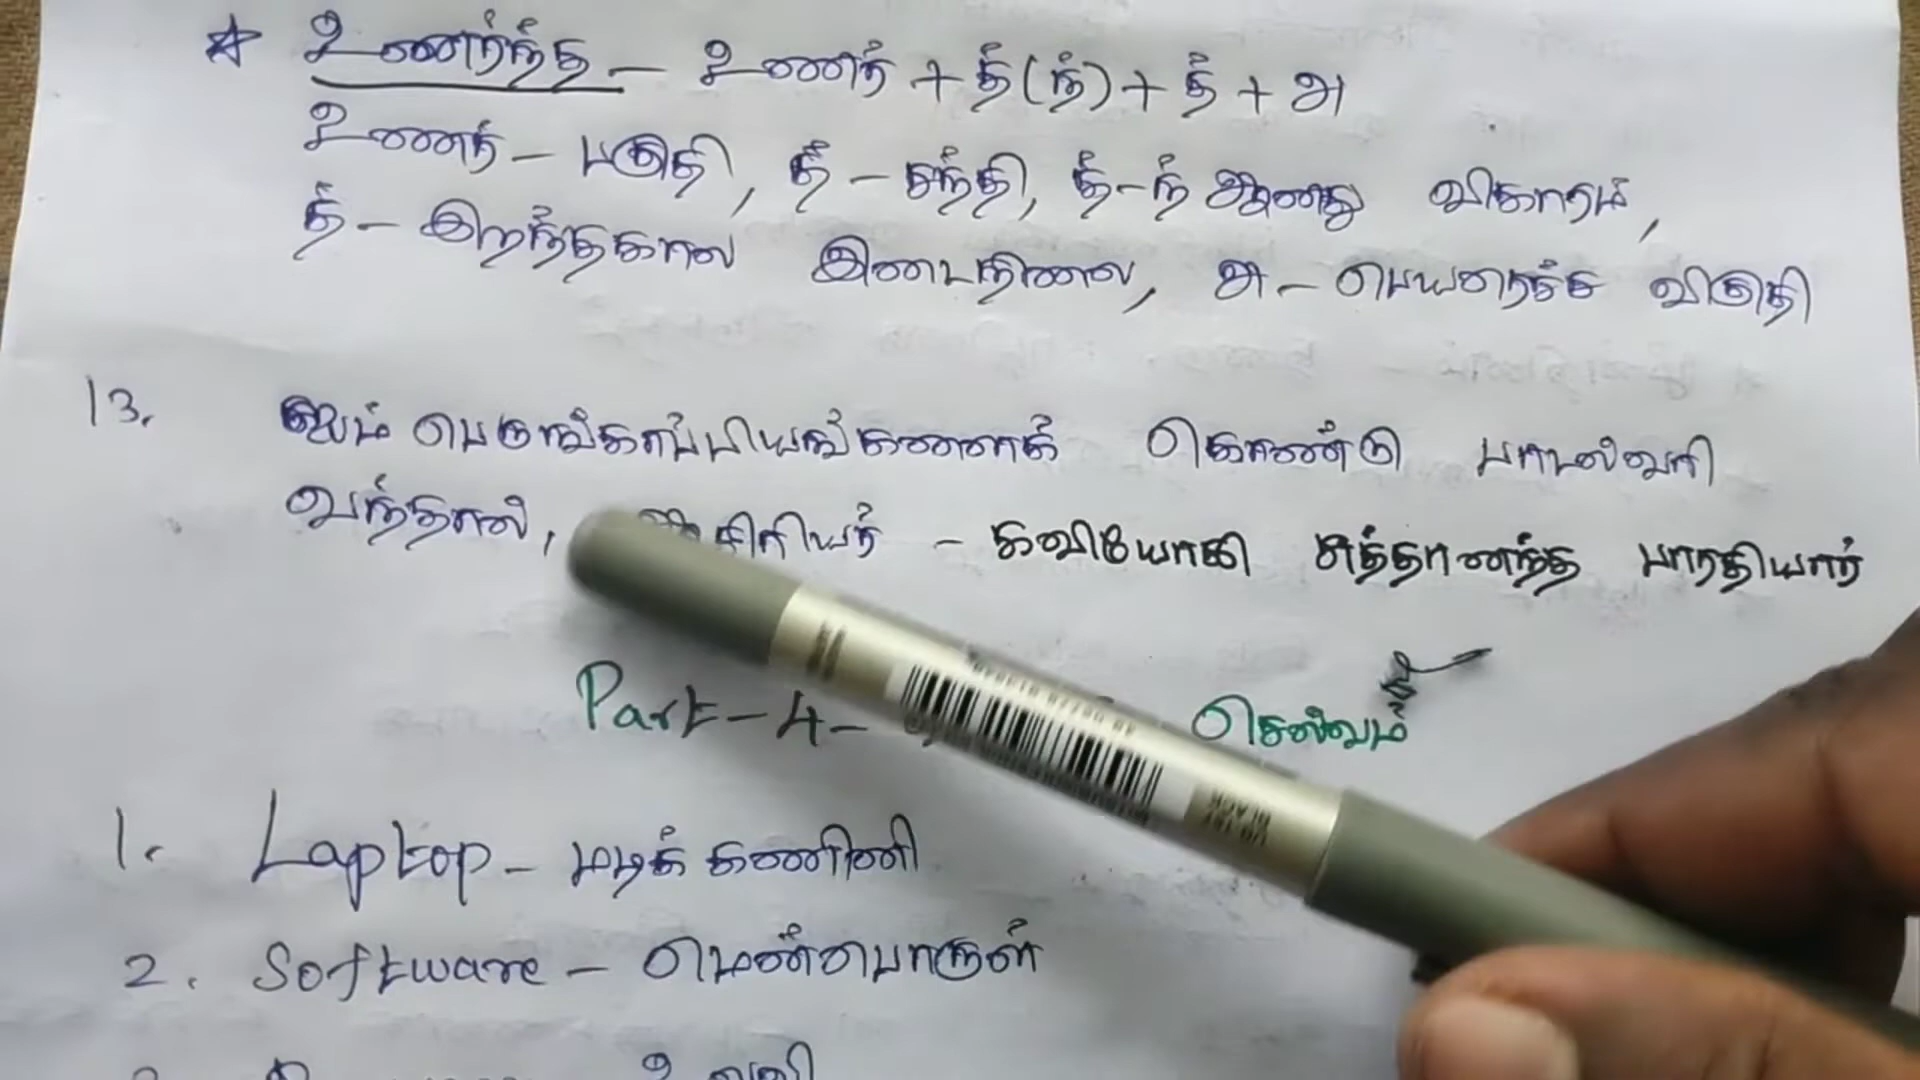 * உணர்ந்த - உணர் + த்(ந்) + த் + அ
உணர் - பகுதி, த் - சந்தி, த்-ந் ஆனது விகாரம்,
த் - இறந்தகால இடைநிலை, அ - பெயரெச்ச விகுதி
13. ஐம் பெருங்காப்பியங்களைக் கொண்டு பாடல்வரி
வந்தால், ஆசிரியர் - கவியோகி சுத்தானந்த பாரதியார்
Part - 4 - செல்வம்
1. Laptop - மடிக் கணினி
2. Software - மென்பொருள்